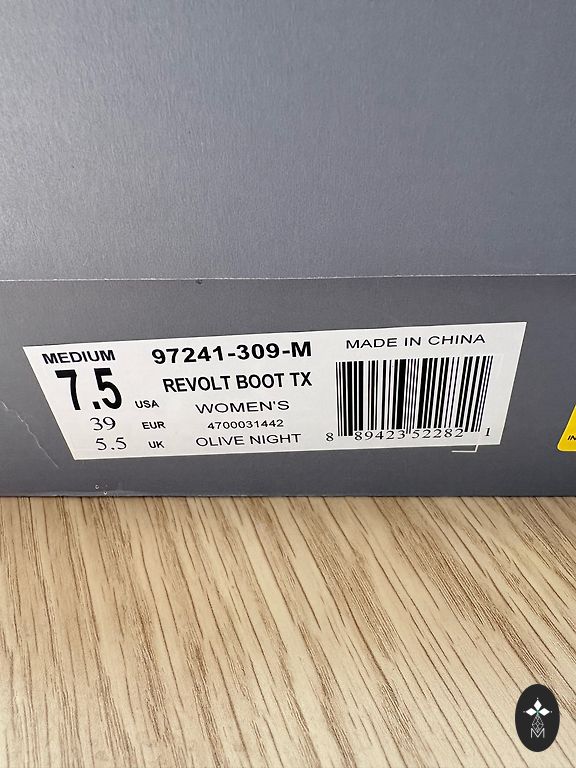 MEDIUM
7.5 USA
39 EUR
5.5 UK
97241-309-M
REVOLT BOOT TX
WOMEN'S
4700031442
OLIVE NIGHT
MADE IN CHINA
8 89423 52282 1
IN
M